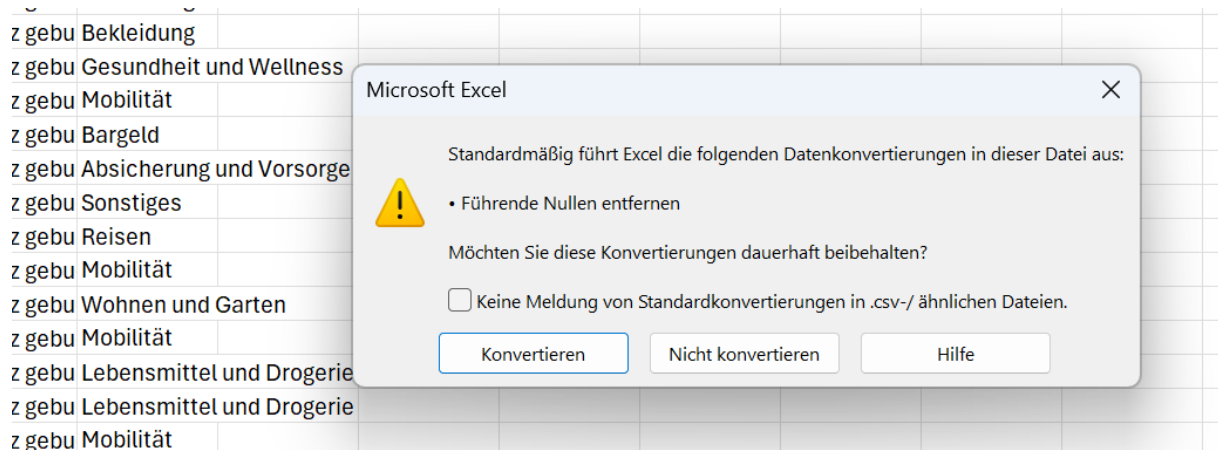 z gebu Bekleidung
z gebu Gesundheit und Wellness
z gebu Mobilität
z gebu Bargeld
z gebu Absicherung und Vorsorge
z gebu Sonstiges
z gebu Reisen
z gebu Mobilität
z gebu Wohnen und Garten
z gebu Mobilität
z gebu Lebensmittel und Drogerie
z gebu Lebensmittel und Drogerie
z gebu Mobilität
Microsoft Excel
Standardmäßig führt Excel die folgenden Datenkonvertierungen in dieser Datei aus:
• Führende Nullen entfernen
Möchten Sie diese Konvertierungen dauerhaft beibehalten?
Keine Meldung von Standardkonvertierungen in .csv-/ ähnlichen Dateien.
Konvertieren Nicht konvertieren Hilfe